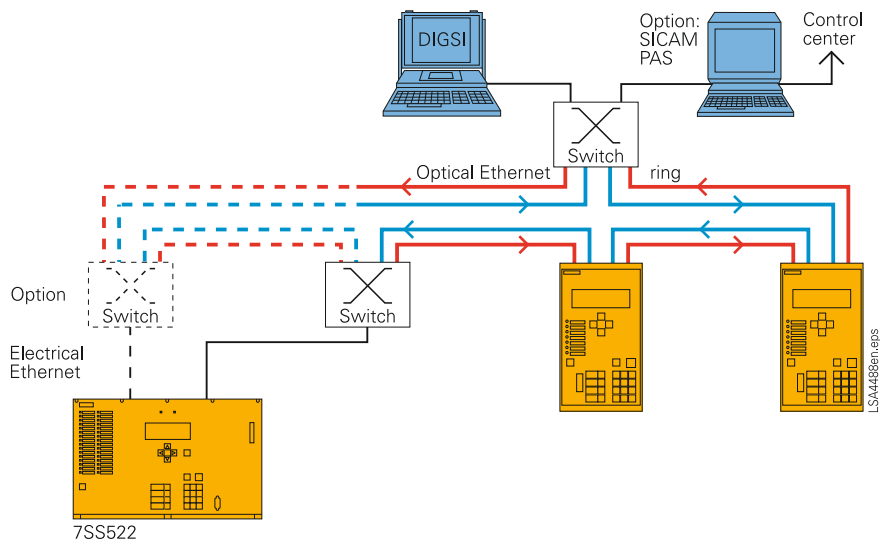 DIGSI
Option:
SICAM
PAS
Control
center
Switch
Optical Ethernet
ring
Option
Switch
Switch
Electrical
Ethernet
7SS522
LSA4488en.eps